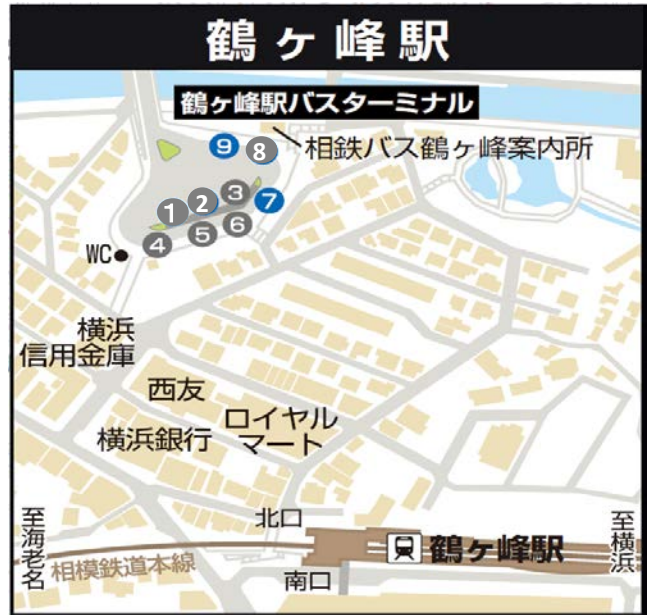 鶴ヶ峰駅
鶴ヶ峰駅バスターミナル
9
8
相鉄バス鶴ヶ峰案内所
1
2
3
7
4
5
6
WC
横浜
信用金庫
西友
ロイヤル
マート
横浜銀行
至海老名
北口
至横浜
鶴ヶ峰駅
相模鉄道本線
南口